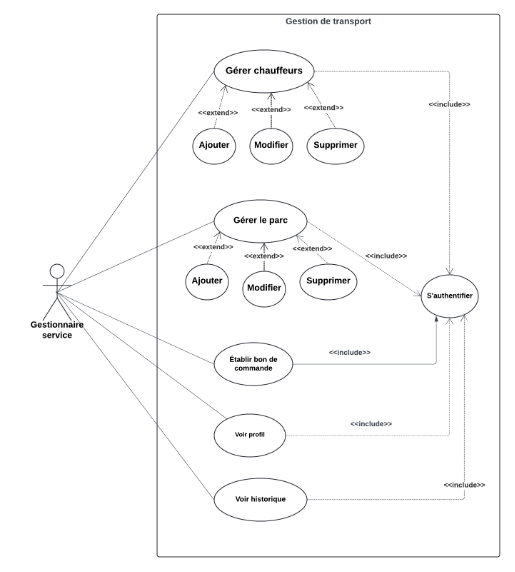 Gestion de transport
Gérer chauffeurs
<<include>>
<<extend>>
<<extend>>
<<extend>>
Ajouter
Modifier
Supprimer
Gérer le parc
<<extend>>
<<extend>>
<<extend>>
<<include>>
Ajouter
Modifier
Supprimer
S'authentifier
Gestionnaire
service
Établir bon de
commande
<<include>>
Voir profil
<<include>>
Voir historique
<<include>>